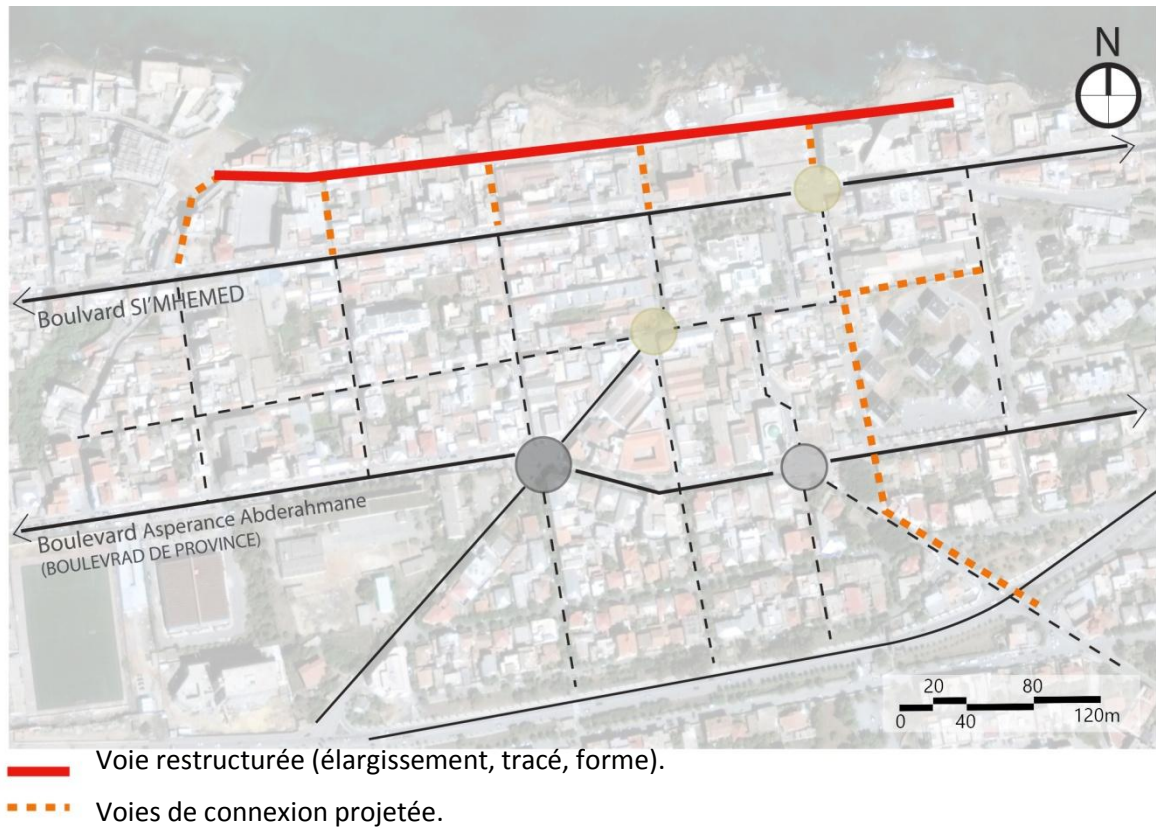 N
Boulvard SI'MHEMED
Boulevard Asperance Abderahmane
(BOULEVRAD DE PROVINCE)
20 80
0 40 120m
Voie restructurée (élargissement, tracé, forme).
Voies de connexion projetée.